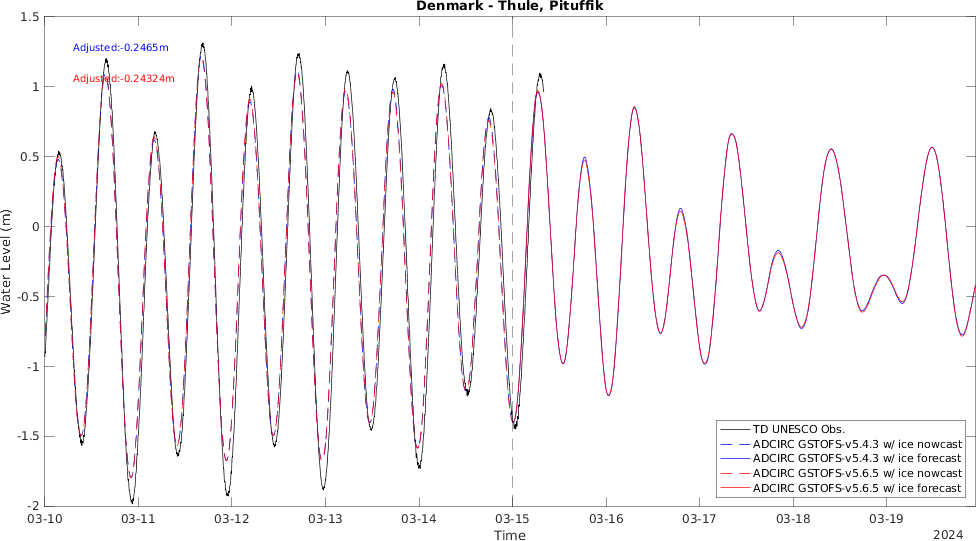 Denmark - Thule, Pituffik
1.5
Adjusted:-0.2465m
Adjusted:-0.24324m
1
0.5
0
-0.5
-1
-1.5
-2
Water Level (m)
TD UNESCO Obs.
ADCIRC GSTOFS-v5.4.3 w/ ice nowcast
ADCIRC GSTOFS-v5.4.3 w/ ice forecast
ADCIRC GSTOFS-v5.6.5 w/ ice nowcast
ADCIRC GSTOFS-v5.6.5 w/ ice forecast
03-10 03-11 03-12 03-13 03-14 03-15 03-16 03-17 03-18 03-19
Time
2024